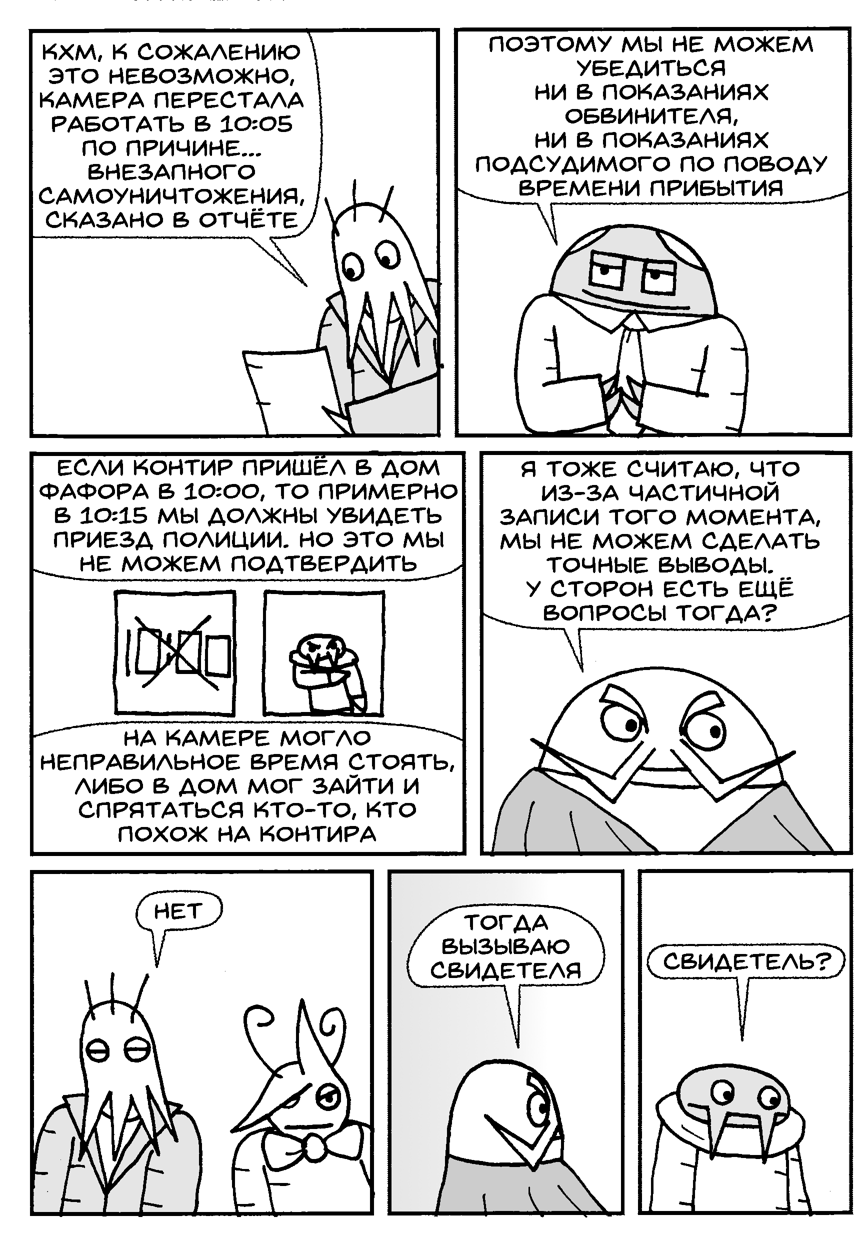 КХМ, К СОЖАЛЕНИЮ
ЭТО НЕВОЗМОЖНО,
КАМЕРА ПЕРЕСТАЛА
РАБОТАТЬ В 10:05
ПО ПРИЧИНЕ...
ВНЕЗАПНОГО
САМОУНИЧТОЖЕНИЯ,
СКАЗАНО В ОТЧЁТЕ
ПОЭТОМУ МЫ НЕ МОЖЕМ
УБЕДИТЬСЯ
НИ В ПОКАЗАНИЯХ
ОБВИНИТЕЛЯ,
НИ В ПОКАЗАНИЯХ
ПОДСУДИМОГО ПО ПОВОДУ
ВРЕМЕНИ ПРИБЫТИЯ
ЕСЛИ КОНТИР ПРИШЁЛ В ДОМ
ФАФОРА В 10:00, ТО ПРИМЕРНО
В 10:15 МЫ ДОЛЖНЫ УВИДЕТЬ
ПРИЕЗД ПОЛИЦИИ. НО ЭТО МЫ
НЕ МОЖЕМ ПОДТВЕРДИТЬ
НА КАМЕРЕ МОГЛО
НЕПРАВИЛЬНОЕ ВРЕМЯ СТОЯТЬ,
ЛИБО В ДОМ МОГ ЗАЙТИ И
СПРЯТАТЬСЯ КТО-ТО, КТО
ПОХОЖ НА КОНТИРА
Я ТОЖЕ СЧИТАЮ, ЧТО
ИЗ-ЗА ЧАСТИЧНОЙ
ЗАПИСИ ТОГО МОМЕНТА,
МЫ НЕ МОЖЕМ СДЕЛАТЬ
ТОЧНЫЕ ВЫВОДЫ.
У СТОРОН ЕСТЬ ЕЩЁ
ВОПРОСЫ ТОГДА?
НЕТ
ТОГДА
ВЫЗЫВАЮ
СВИДЕТЕЛЯ
СВИДЕТЕЛЬ?